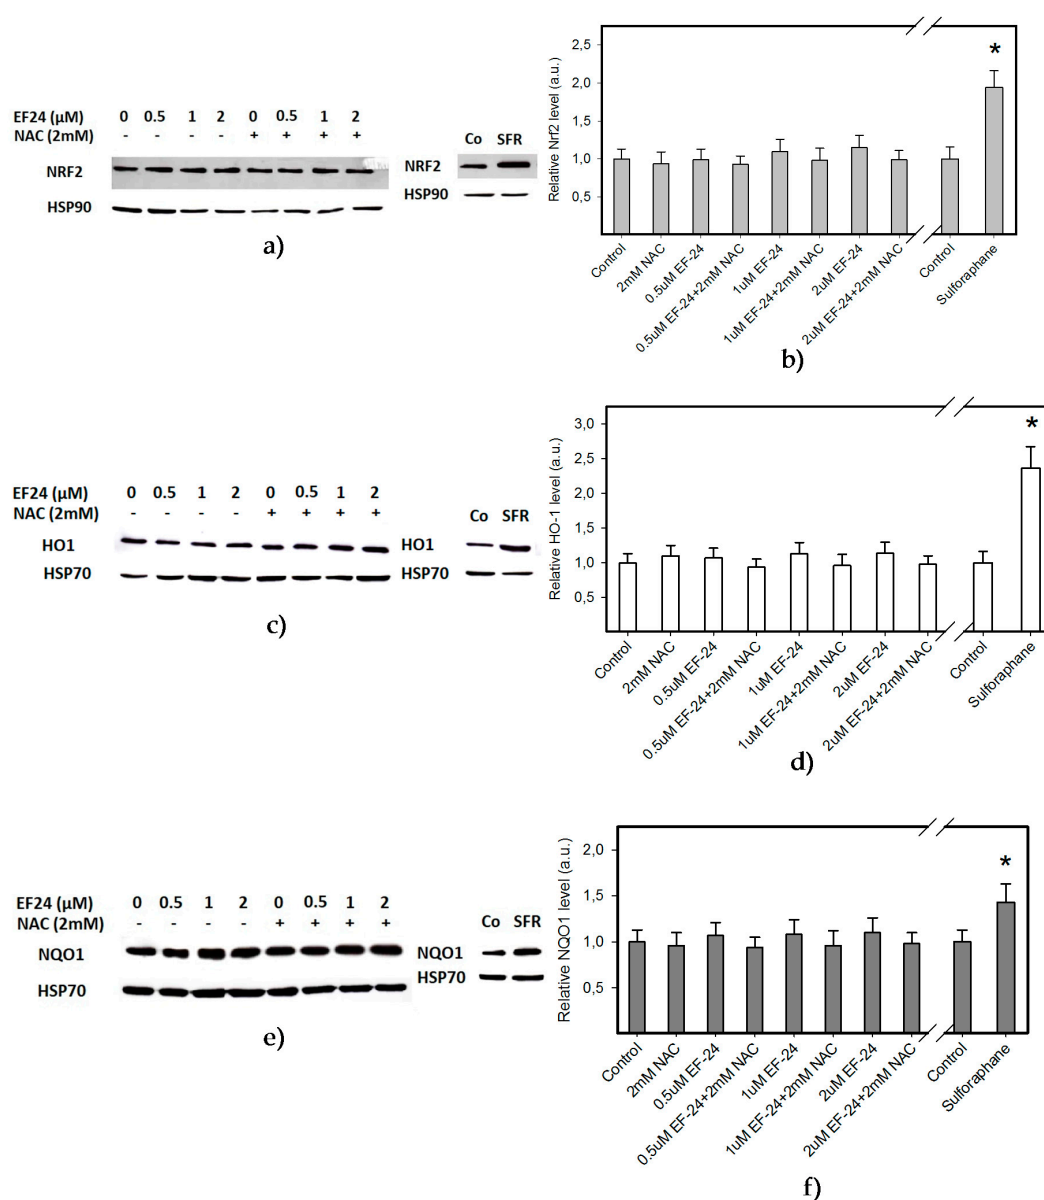 EF24 (µM) 0 0.5 1 2 0 0.5 1 2
NAC (2mM) - - - - + + + +
NRF2
HSP90
Co SFR
NRF2
HSP90
a)
Relative Nrf2 level (a.u.)
2,5
2,0
1,5
1,0
0,5
*
Control
2mM NAC
0.5uM EF-24
0.5uM EF-24+2mM NAC
1uM EF-24
1uM EF-24+2mM NAC
2uM EF-24
2uM EF-24+2mM NAC
Control
Sulforaphane
b)
EF24 (µM) 0 0.5 1 2 0 0.5 1 2
NAC (2mM) - - - - + + + +
HO1
HSP70
Co SFR
HO1
HSP70
c)
Relative HO-1 level (a.u.)
3,0
2,5
2,0
1,5
1,0
0,5
*
Control
2mM NAC
0.5uM EF-24
0.5uM EF-24+2mM NAC
1uM EF-24
1uM EF-24+2mM NAC
2uM EF-24
2uM EF-24+2mM NAC
Control
Sulforaphane
d)
EF24 (µM) 0 0.5 1 2 0 0.5 1 2
NAC (2mM) - - - - + + + +
NQO1
HSP70
Co SFR
NQO1
HSP70
e)
Relative NQO1 level (a.u.)
2,0
1,5
1,0
0,5
*
Control
2mM NAC
0.5uM EF-24
0.5uM EF-24+2mM NAC
1uM EF-24
1uM EF-24+2mM NAC
2uM EF-24
2uM EF-24+2mM NAC
Control
Sulforaphane
f)